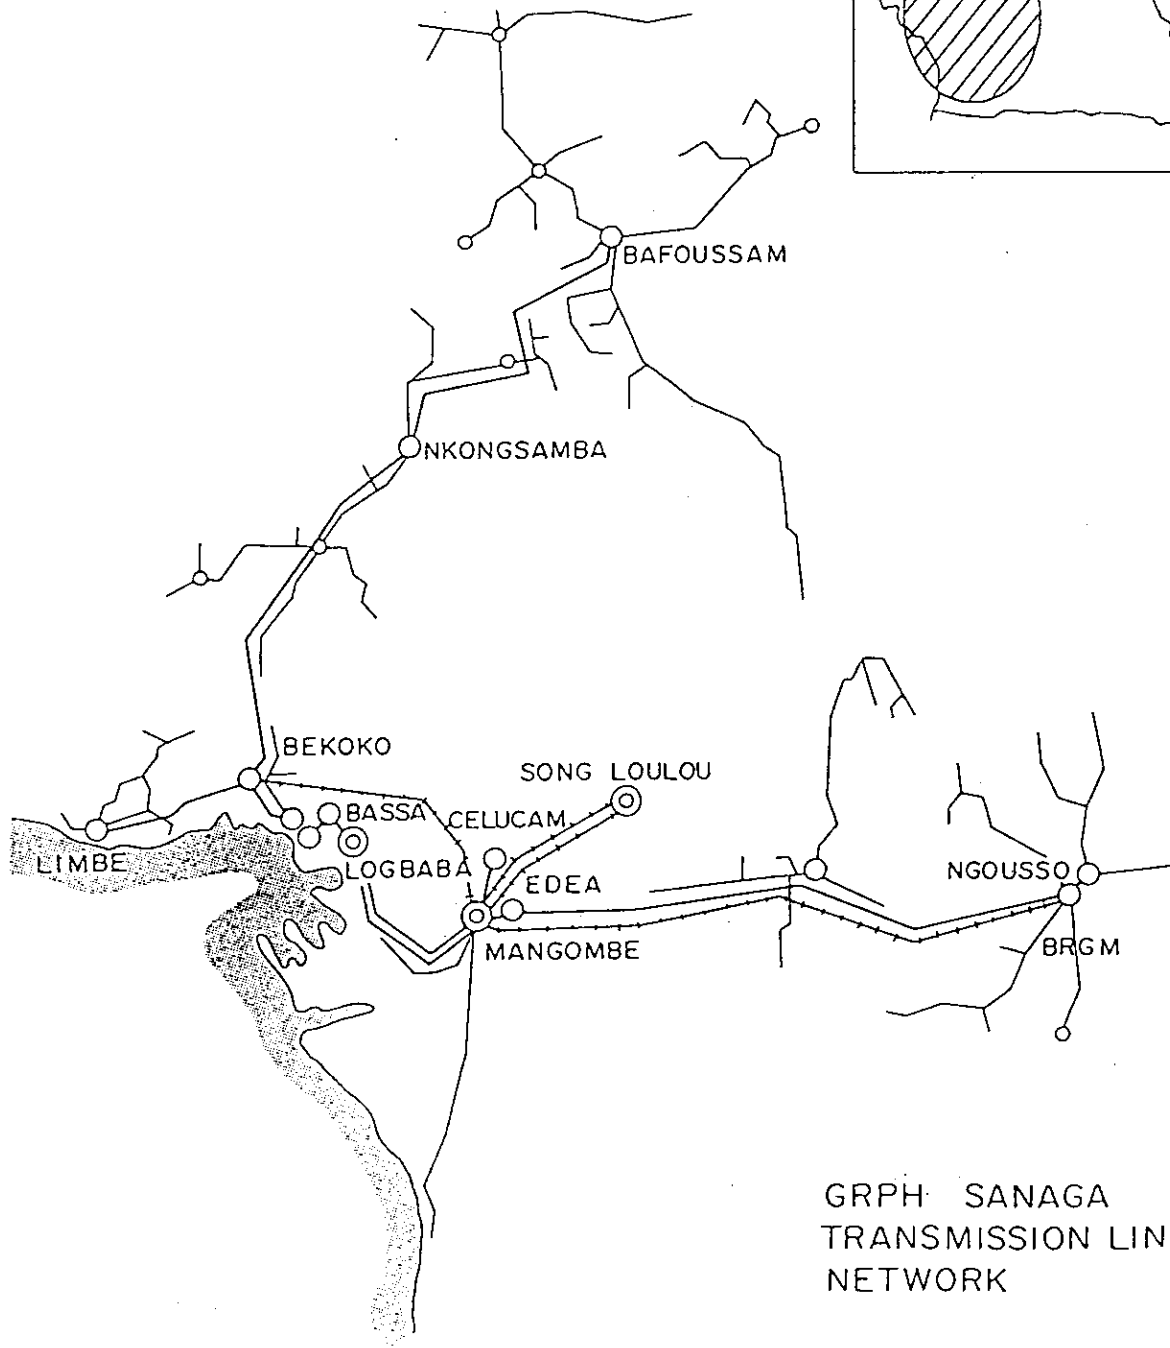 BAFOUSSAM
NKONGSAMBA
BEKOKO
SONG LOULOU
BASSA
CELUCAM
LIMBE
LOGBABA
EDEA
NGOUSSO
MANGOMBE
BRGM
GRPH SANAGA
TRANSMISSION LIN
NETWORK